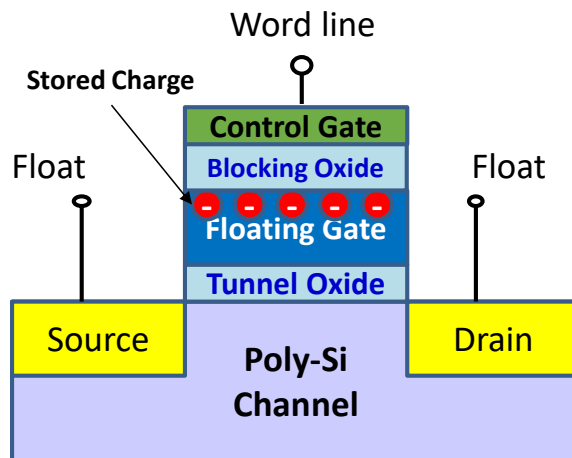 Word line
Stored Charge
Control Gate
Float
Blocking Oxide
Float
- - - - -
Floating Gate
Tunnel Oxide
Source
Poly-Si
Channel
Drain